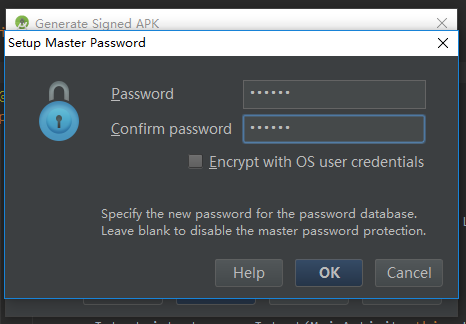 Generate Signed APK
Setup Master Password
Password
••••••
Confirm password
••••••
Encrypt with OS user credentials
Specify the new password for the password database.
Leave blank to disable the master password protection.
Help
OK
Cancel